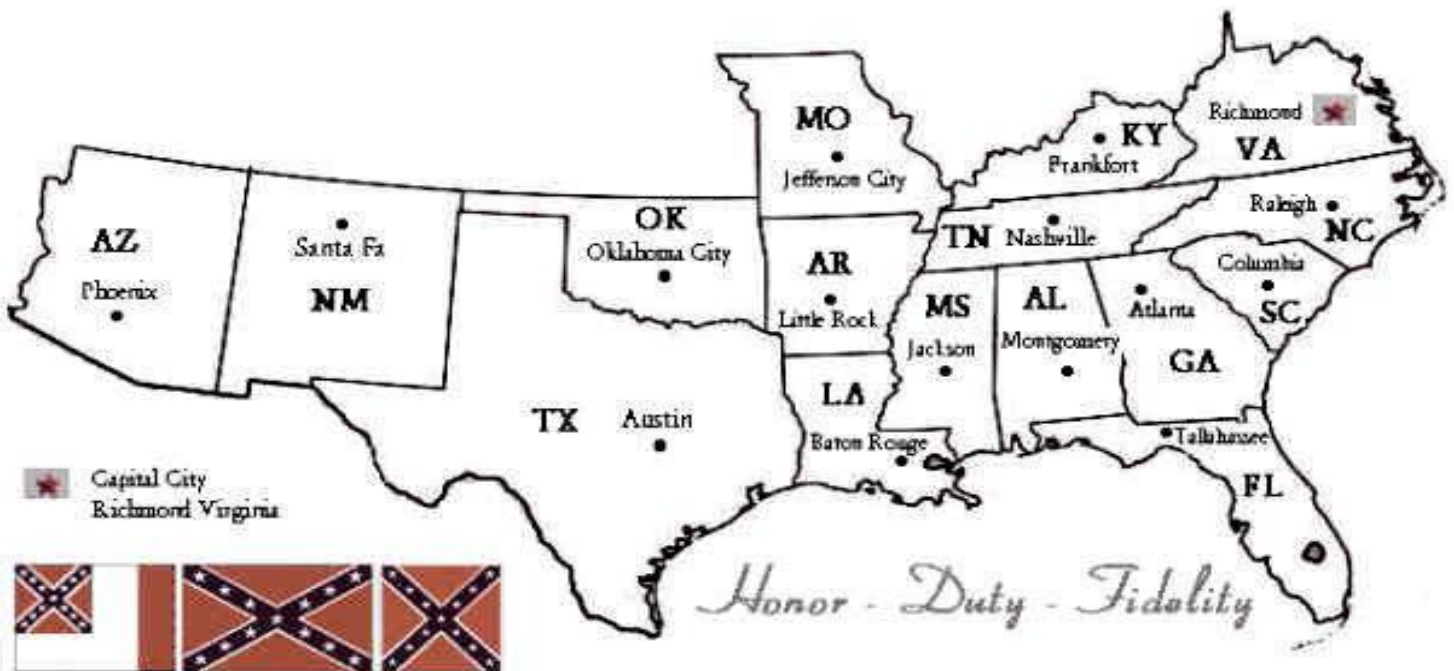 MO
Jefferson City
KY
Frankfort
Richmond
VA
AZ
Phoenix
Santa Fa
NM
OK
Oklahoma City
AR
Little Rock
TN
Nashville
Raleigh
NC
Columbia
SC
MS
Jackson
AL
Montgomery
Atlanta
GA
TX
Austin
LA
Baton Rouge
Tallahassee
FL
Capital City
Richmond Virginia
Honor - Duty - Fidelity